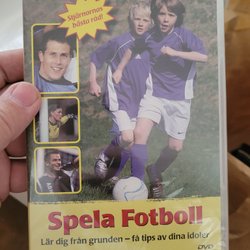 Stjärnornas
bästa råd!
Spela Fotboll
Lär dig från grunden – få tips av dina idoler
DVD